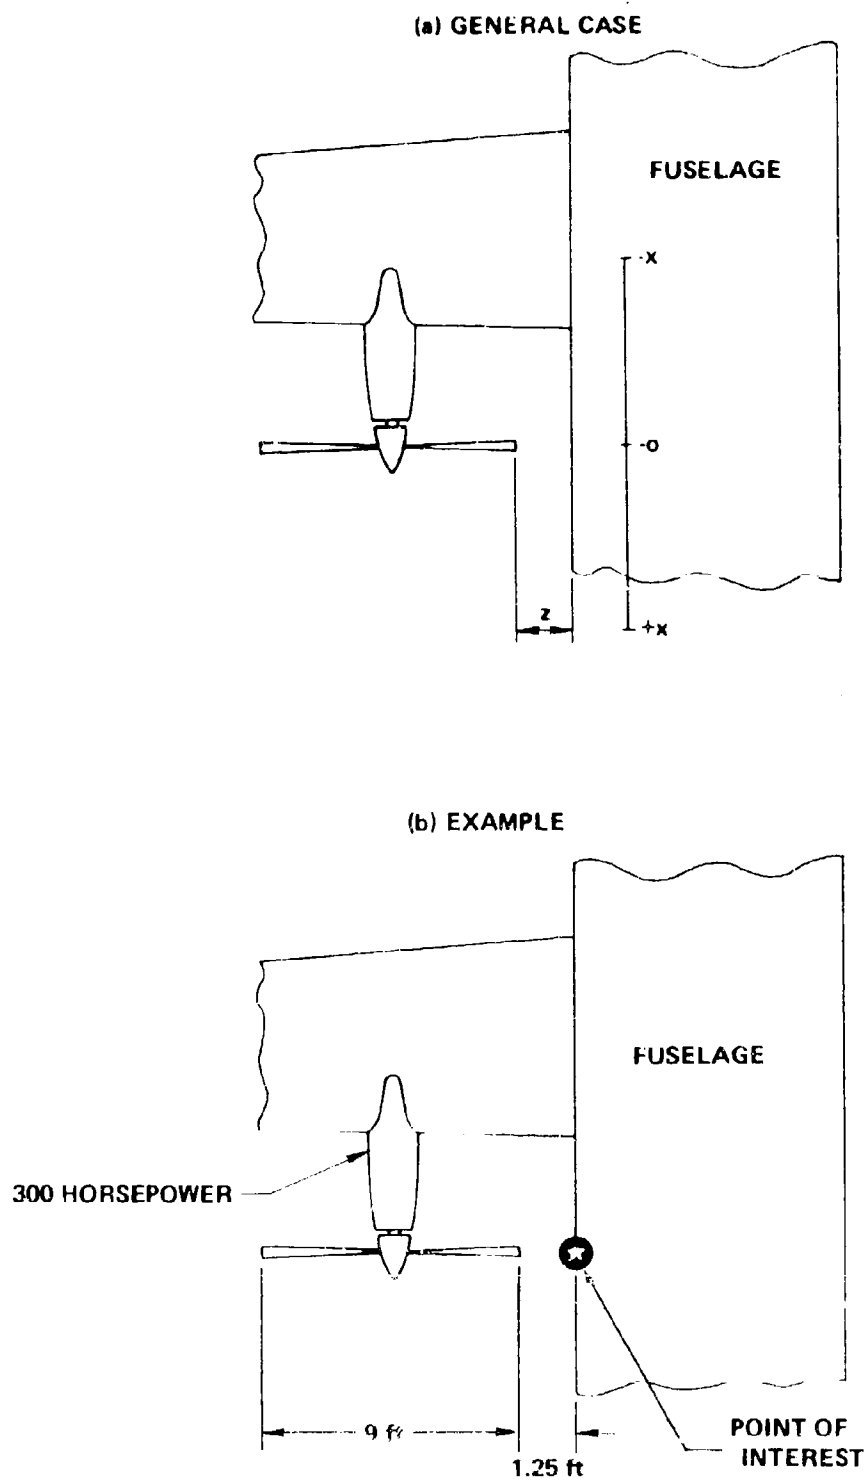 (a) GENERAL CASE
FUSELAGE
-X
-O
Z
+X
(b) EXAMPLE
FUSELAGE
300 HORSEPOWER
9 ft
1.25 ft
POINT OF
INTEREST